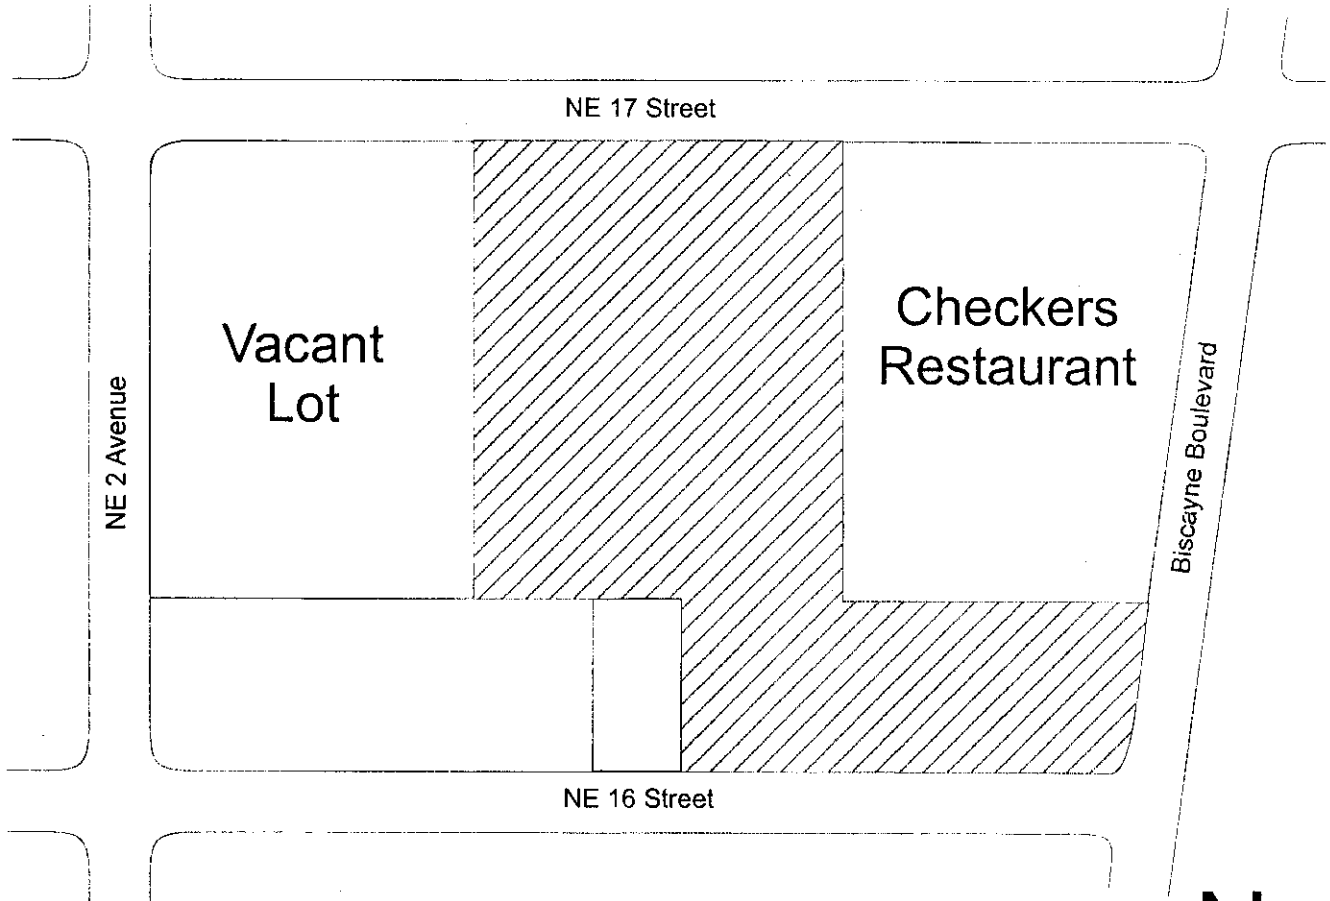 NE 17 Street
Vacant
Lot
Checkers
Restaurant
NE 2 Avenue
Biscayne Boulevard
NE 16 Street
N